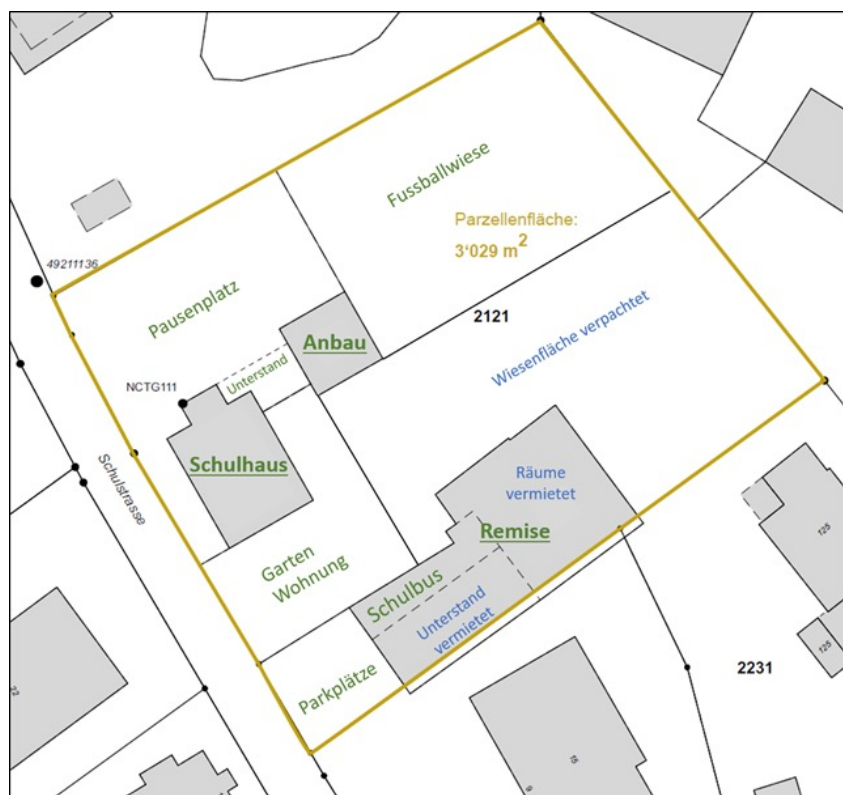 Fussballwiese
Parzellenfläche:
3‘029 m²
49211136
Pausenplatz
2121
Anbau
Wiesenfläche verpachtet
Unterstand
NCTG111
Schulhaus
Schulstrasse
Räume
vermietet
Remise
125
Garten
Wohnung
Schulbus
Unterstand
vermietet
125
2231
Parkplätze
22
15